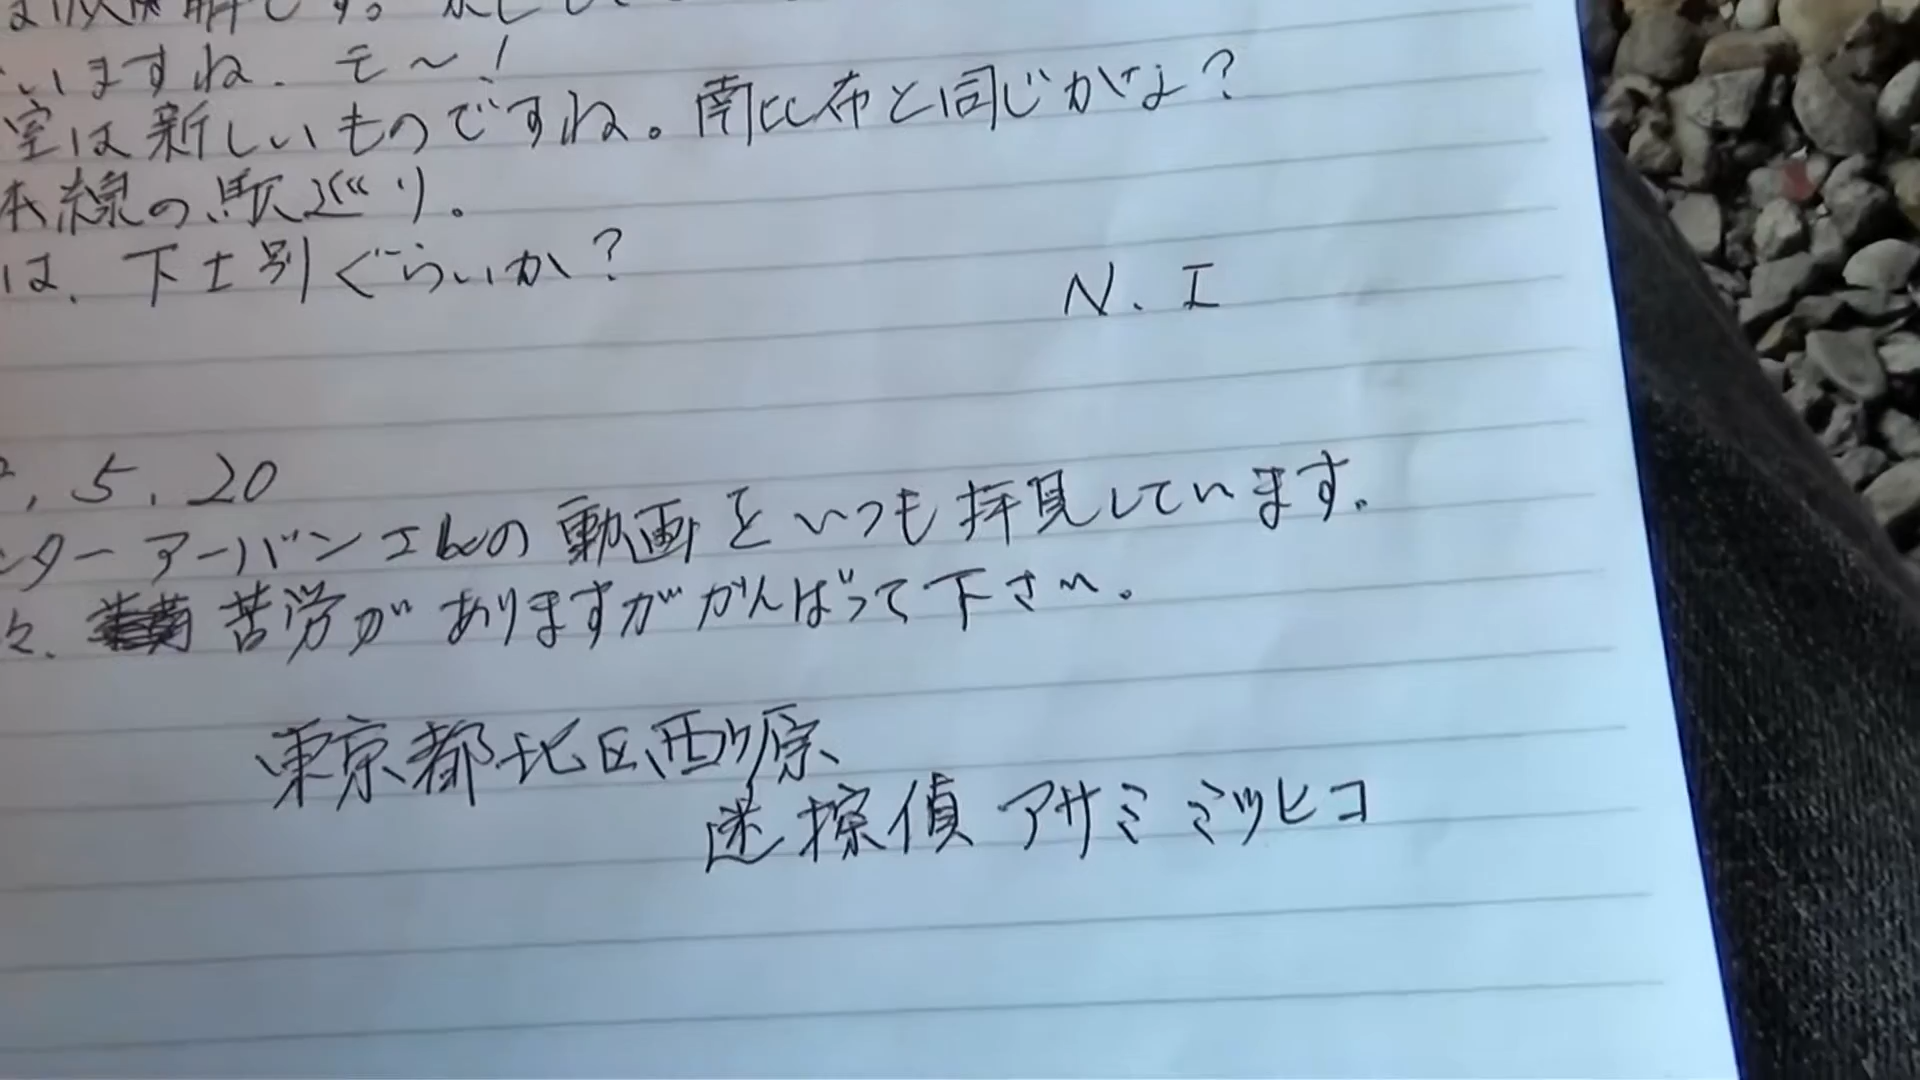 いますね. モ〜!
室は新しいものですね。南比布と同じかな?
本線の駅巡り.
は、下士別ぐらいか?
N. I
, 5, 20
ンターアーバンエkcの動画をいつも拝見しています.
々. 苦労がありますががんばって下さい.
東京都北区西ヶ原
迷探偵 アサミ ミツヒコ